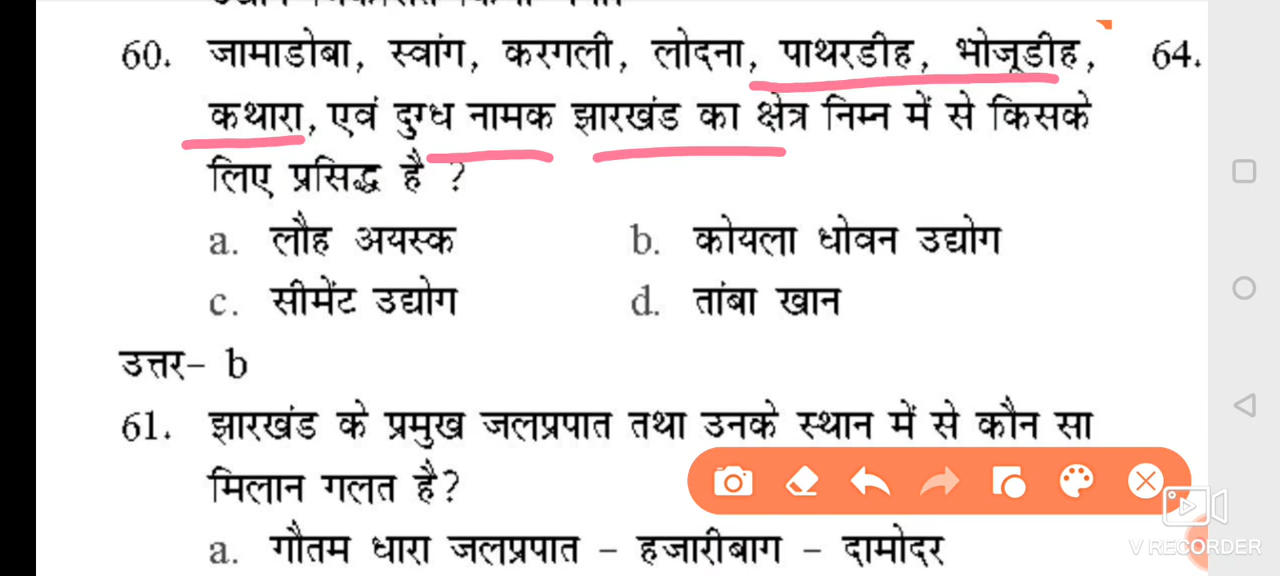 60. जामाडोबा, स्वांग, करगली, लोदना, पाथरडीह, भोजूडीह,
64.
कथारा, एवं दुग्ध नामक झारखंड का क्षेत्र निम्न में से किसके
लिए प्रसिद्ध है ?
a. लौह अयस्क b. कोयला धोवन उद्योग
c. सीमेंट उद्योग d. तांबा खान
उत्तर– b
61. झारखंड के प्रमुख जलप्रपात तथा उनके स्थान में से कौन सा
मिलान गलत है?
a. गौतम धारा जलप्रपात – हजारीबाग – दामोदर
V RECORDER